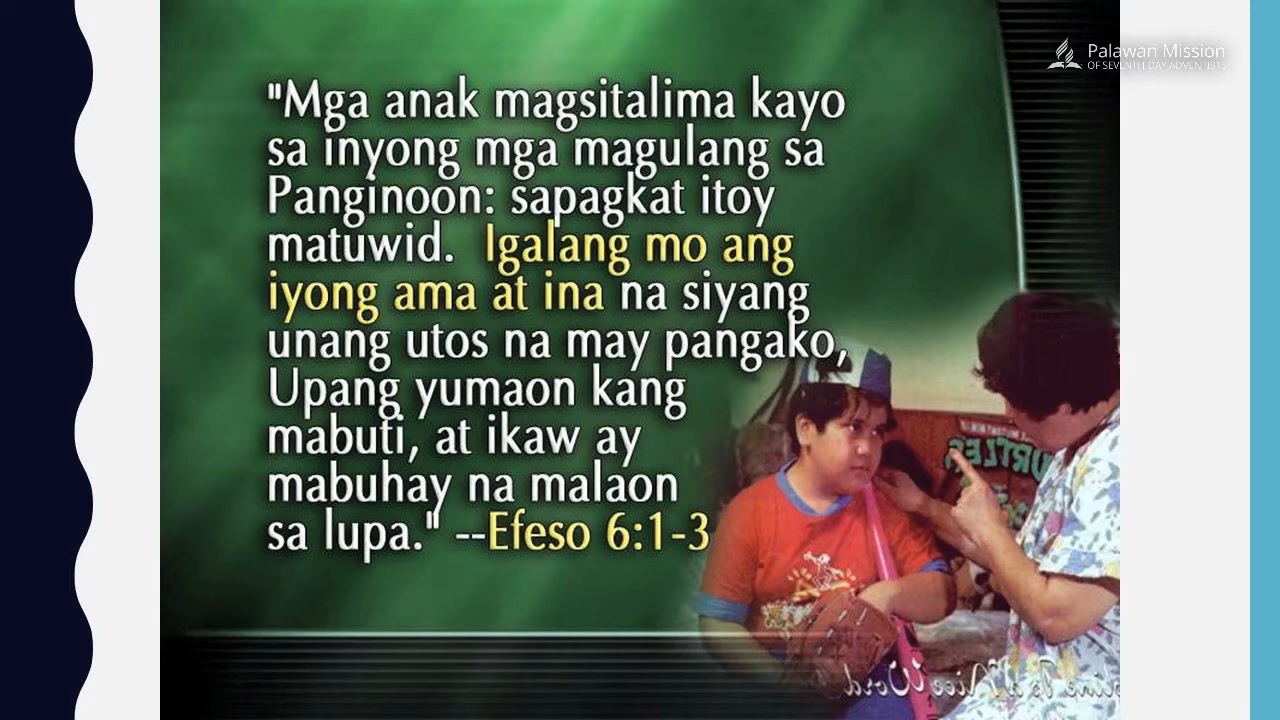 Palawan Mission
OF SEVENTH-DAY ADVENTISTS
"Mga anak magsitalima kayo
sa inyong mga magulang sa
Panginoon: sapagkat itoy
matuwid. Igalang mo ang
iyong ama at ina na siyang
unang utos na may pangako,
Upang yumaon kang
mabuti, at ikaw ay
mabuhay na malaon
sa lupa." --Efeso 6:1-3